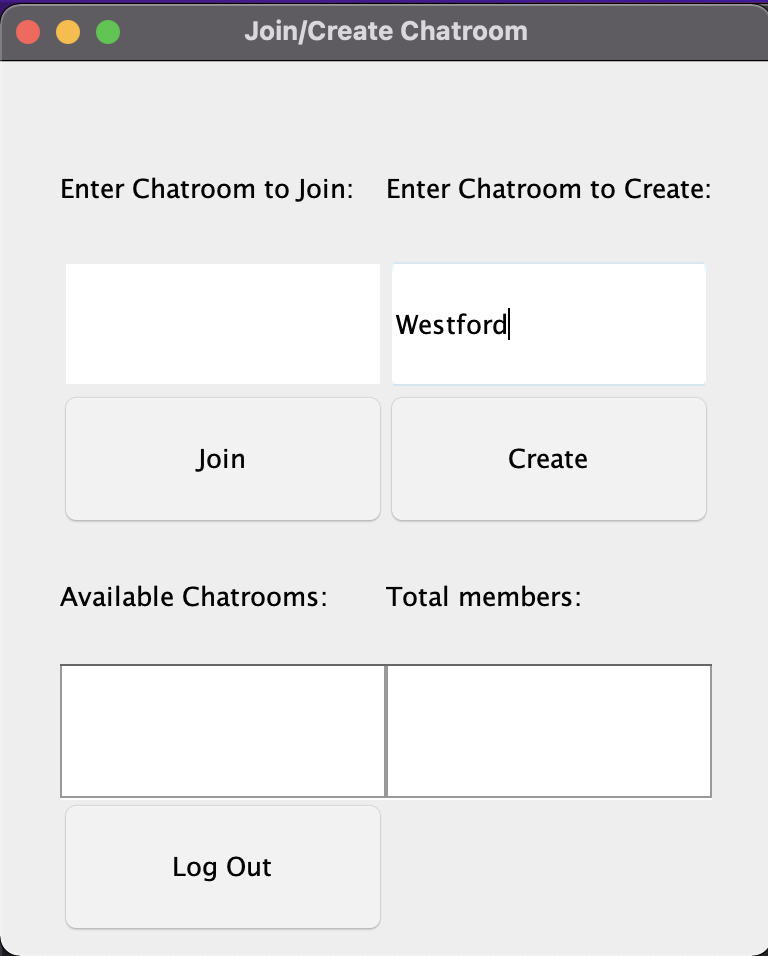 Join/Create Chatroom
Enter Chatroom to Join: Enter Chatroom to Create:
Westford
Join Create
Available Chatrooms: Total members:
Log Out